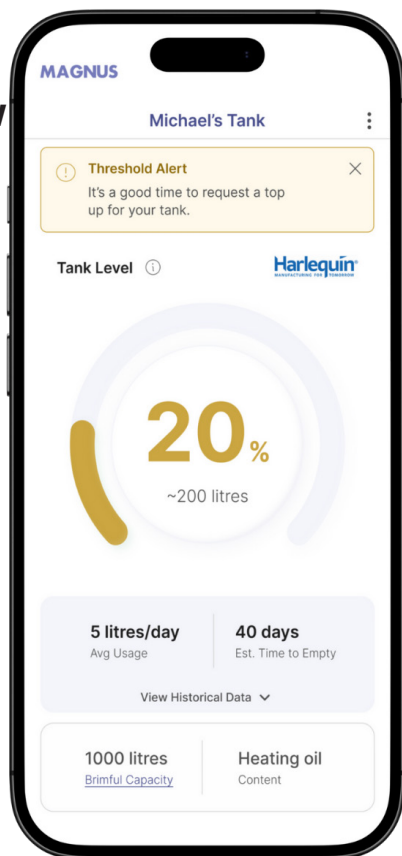 MAGNUS
Michael's Tank
Threshold Alert
It's a good time to request a top
up for your tank.
Tank Level
Harlequin
MANUFACTURING FOR TOMORROW
20%
~200 litres
5 litres/day
Avg Usage
40 days
Est. Time to Empty
View Historical Data
1000 litres
Brimful Capacity
Heating oil
Content